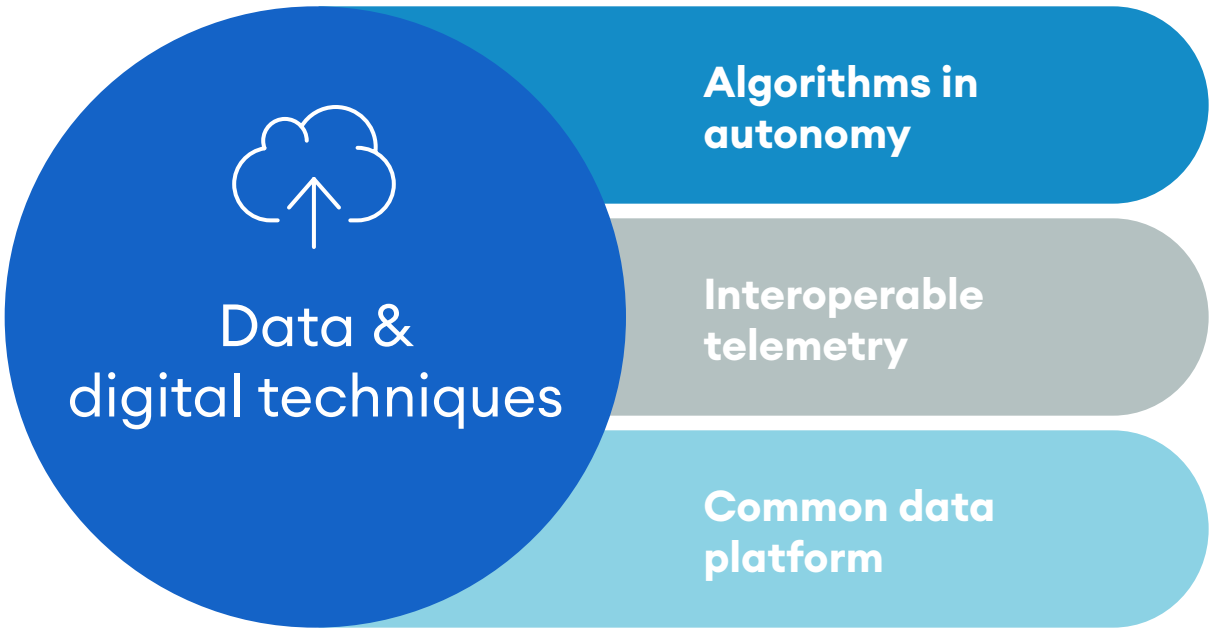 Data &
digital techniques
Algorithms in
autonomy
Interoperable
telemetry
Common data
platform